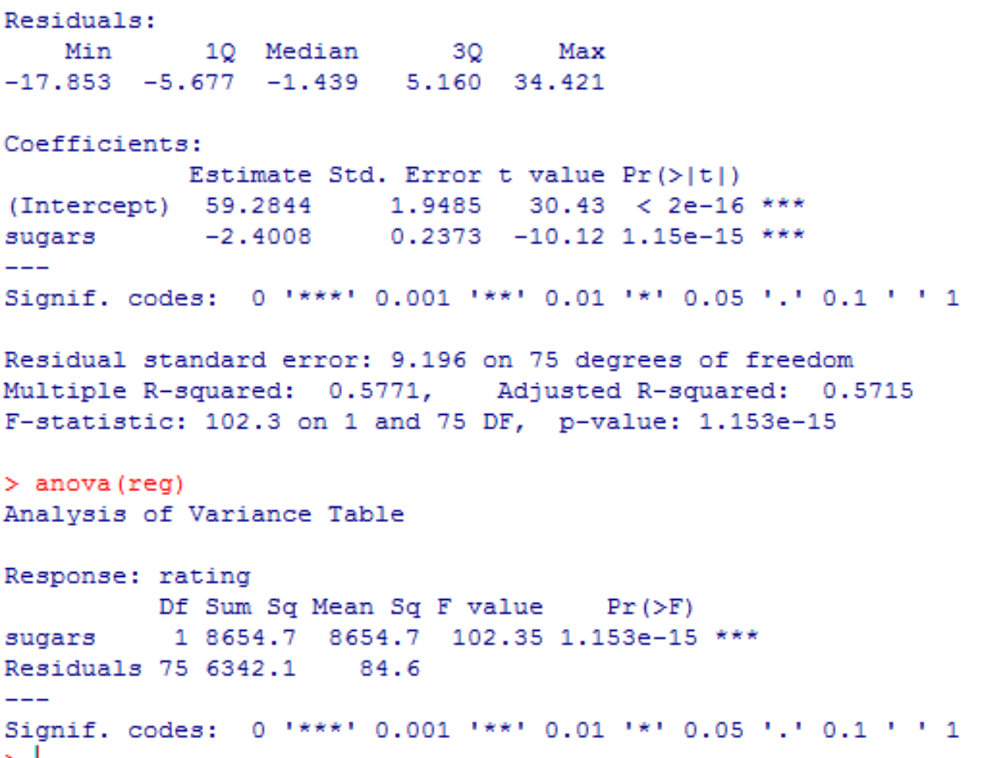 Residuals:
    Min      1Q  Median      3Q     Max
-17.853  -5.677  -1.439   5.160  34.421

Coefficients:
            Estimate Std. Error t value Pr(>|t|)
(Intercept)  59.2844     1.9485   30.43  < 2e-16 ***
sugars       -2.4008     0.2373  -10.12 1.15e-15 ***
---
Signif. codes:  0 '***' 0.001 '**' 0.01 '*' 0.05 '.' 0.1 ' ' 1

Residual standard error: 9.196 on 75 degrees of freedom
Multiple R-squared:  0.5771,    Adjusted R-squared:  0.5715
F-statistic: 102.3 on 1 and 75 DF,  p-value: 1.153e-15

> anova(reg)
Analysis of Variance Table

Response: rating
          Df Sum Sq Mean Sq F value    Pr(>F)
sugars     1 8654.7  8654.7  102.35 1.153e-15 ***
Residuals 75 6342.1    84.6
---
Signif. codes:  0 '***' 0.001 '**' 0.01 '*' 0.05 '.' 0.1 ' ' 1
>